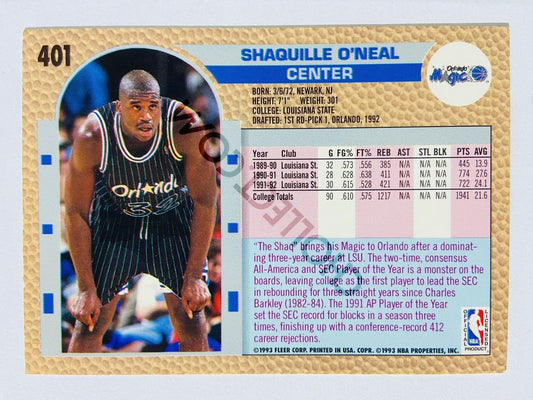 401
SHAQUILLE O'NEAL
CENTER
Orlando
Magic
BORN: 3/6/72, NEWARK, NJ
HEIGHT: 7'1" WEIGHT: 301
COLLEGE: LOUISIANA STATE
DRAFTED: 1ST RD-PICK 1, ORLANDO, 1992
Year Club G FG% FT% REB AST STL BLK PTS AVG
1989-90 Louisiana St. 32 .573 .556 385 N/A N/A N/A 445 13.9
1990-91 Louisiana St. 28 .628 .638 411 N/A N/A N/A 774 27.6
1991-92 Louisiana St. 30 .615 .528 421 N/A N/A N/A 722 24.1
College Totals 90 .610 .575 1217 N/A N/A N/A 1941 21.6
Orlando
32
"The Shaq" brings his Magic to Orlando after a dominat-
ing three-year career at LSU. The two-time, consensus
All-America and SEC Player of the Year is a monster on the
boards, leaving college as the first player to lead the SEC
in rebounding for three straight years since Charles
Barkley (1982-84). The 1991 AP Player of the Year
set the SEC record for blocks in a season three
times, finishing up with a conference-record 412
career rejections.
©1993 FLEER CORP. PRINTED IN USA. COPR. ©1993 NBA PROPERTIES, INC.
OFFICIAL
LICENSED
NBA
PRODUCT